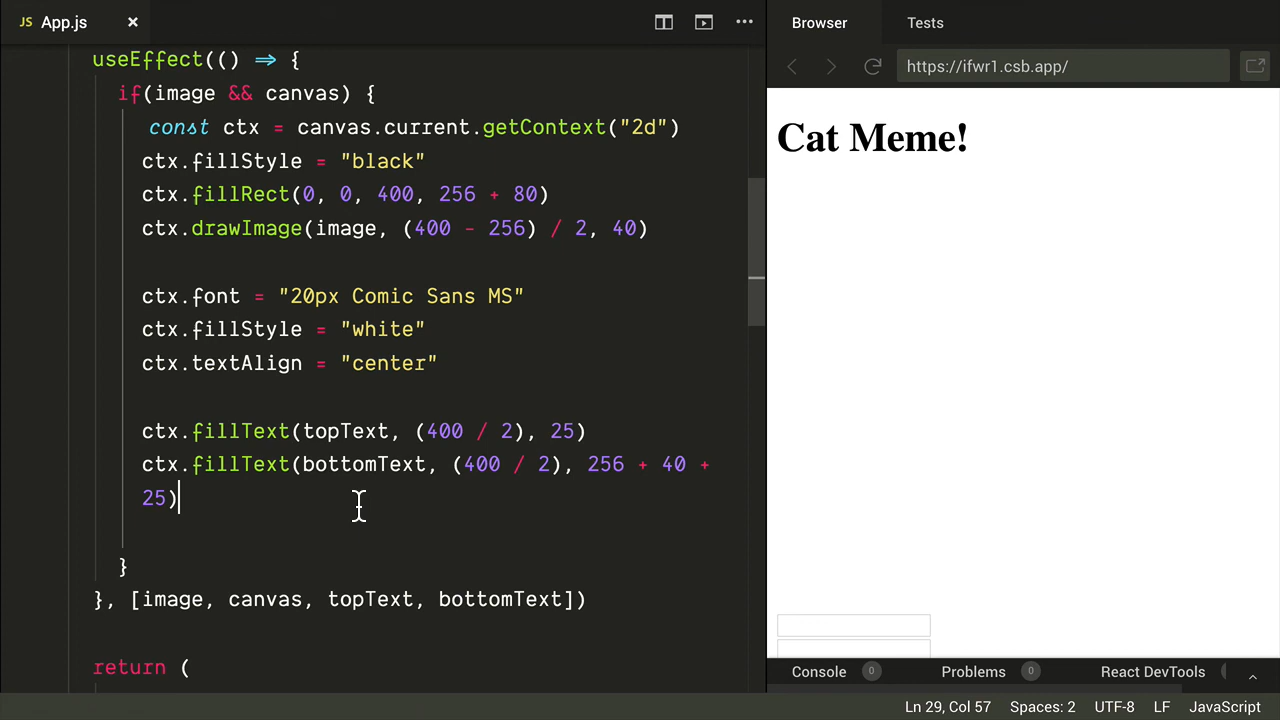 JS App.js ×
useEffect(() => {
if(image && canvas) {
const ctx = canvas.current.getContext("2d")
ctx.fillStyle = "black"
ctx.fillRect(0, 0, 400, 256 + 80)
ctx.drawImage(image, (400 - 256) / 2, 40)
ctx.font = "20px Comic Sans MS"
ctx.fillStyle = "white"
ctx.textAlign = "center"
ctx.fillText(topText, (400 / 2), 25)
ctx.fillText(bottomText, (400 / 2), 256 + 40 +
25)
}
}, [image, canvas, topText, bottomText])
return (
Browser Tests
https://ifwr1.csb.app/
Cat Meme!
Console 0 Problems 0 React DevTools
Ln 29, Col 57 Spaces: 2 UTF-8 LF JavaScript